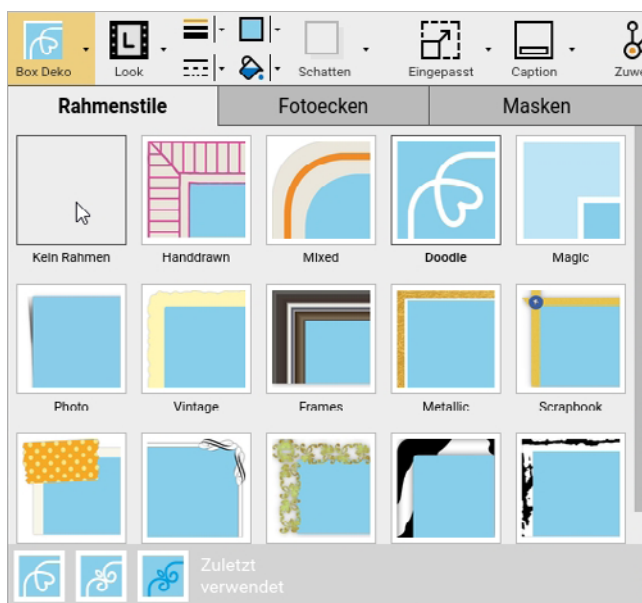 Box Deko
Look
Schatten
Eingepasst
Caption
Zuwe
Rahmenstile
Fotoecken
Masken
Kein Rahmen
Handdrawn
Mixed
Doodle
Magic
Photo
Vintage
Frames
Metallic
Scrapbook
Zuletzt
verwendet